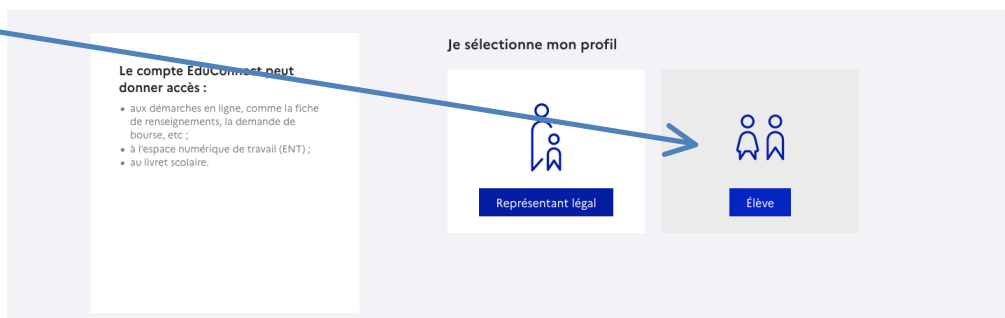 Je sélectionne mon profil
Le compte EduConnect peut
donner accès :
• aux démarches en ligne, comme la fiche
de renseignements, la demande de
bourse, etc ;
• à l'espace numérique de travail (ENT) ;
• au livret scolaire.
Représentant légal
Élève